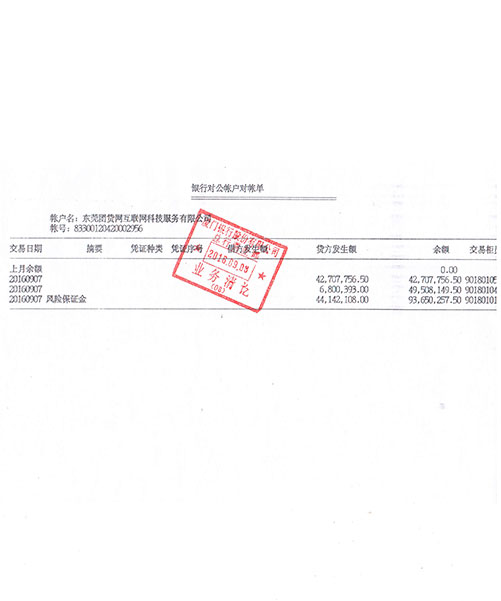 银行对公帐户对帐单
帐户名：东莞团贷网互联网科技服务有限公司
帐号：83300120420002956
交易日期 摘要 凭证种类 凭证序号 借方发生额 贷方发生额 余额 交易柜
上月余额 0.00
20160907 42,707,756.50 42,707,756.50 9018010
20160907 6,800,393.00 49,508,149.50 90180104
20160907 风险保证金 44,142,108.00 93,650,257.50 90180101
厦门银行股份有限公司
2016.09.09
业务清讫